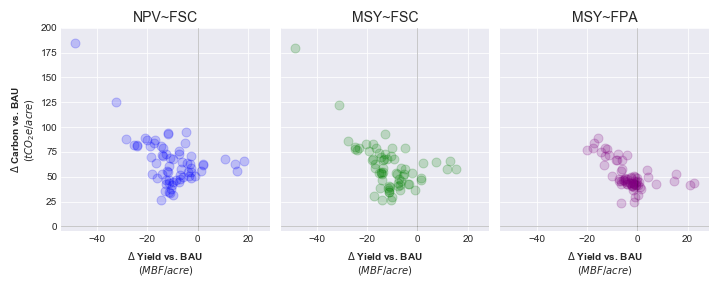 NPV~FSC MSY~FSC MSY~FPA
Δ Carbon vs. BAU
(tCO₂e/acre)
200
175
150
125
100
75
50
25
0
−40 −20 0 20 −40 −20 0 20 −40 −20 0 20
Δ Yield vs. BAU Δ Yield vs. BAU Δ Yield vs. BAU
(MBF/acre) (MBF/acre) (MBF/acre)